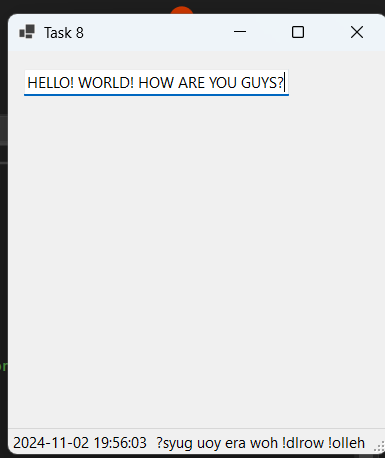 Task 8
HELLO! WORLD! HOW ARE YOU GUYS?
2024-11-02 19:56:03 ?syug uoy era woh !dlrow !olleh